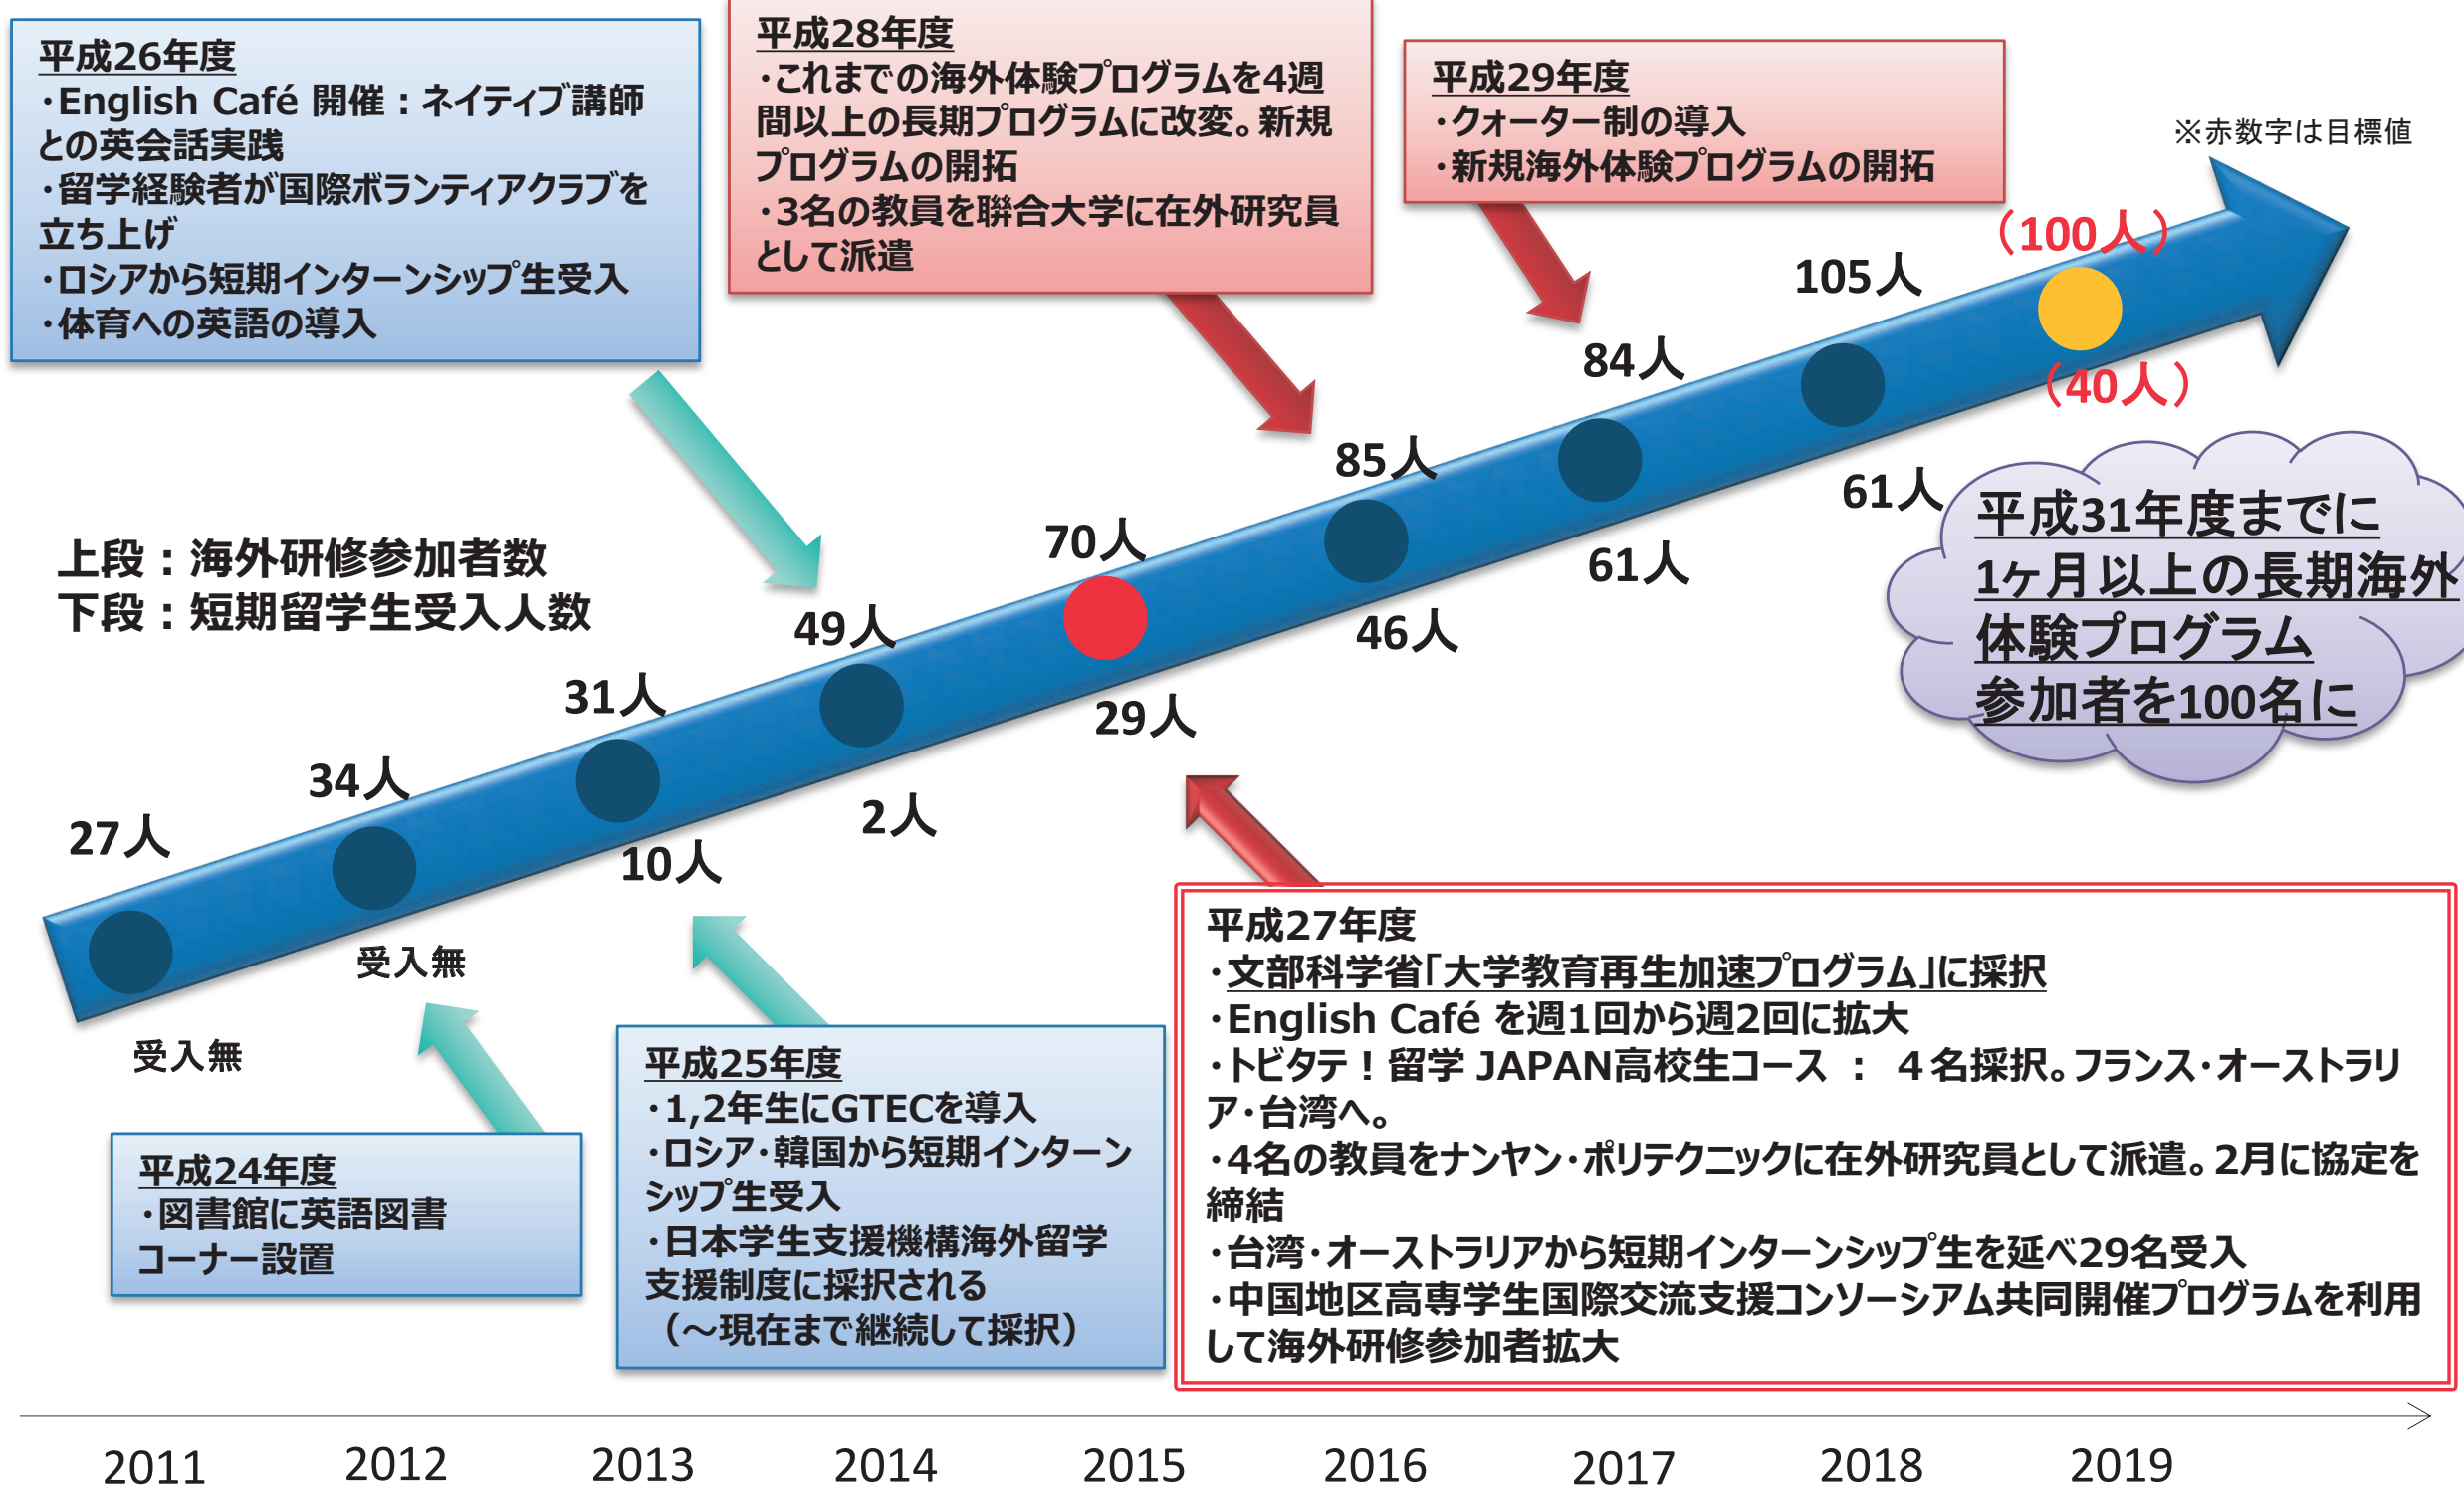 平成26年度
・English Café 開催：ネイティブ講師
との英会話実践
・留学経験者が国際ボランティアクラブを
立ち上げ
・ロシアから短期インターンシップ生受入
・体育への英語の導入
平成28年度
・これまでの海外体験プログラムを4週
間以上の長期プログラムに改変。新規
プログラムの開拓
・3名の教員を聯合大学に在外研究員
として派遣
平成29年度
・クォーター制の導入
・新規海外体験プログラムの開拓
※赤数字は目標値
上段：海外研修参加者数
下段：短期留学生受入人数
27人
34人
31人
49人
70人
85人
84人
105人
（100人）
受入無
受入無
10人
2人
29人
46人
61人
61人
（40人）
平成31年度までに
1ヶ月以上の長期海外
体験プログラム
参加者を100名に
平成24年度
・図書館に英語図書
コーナー設置
平成25年度
・1,2年生にGTECを導入
・ロシア・韓国から短期インターン
シップ生受入
・日本学生支援機構海外留学
支援制度に採択される
（～現在まで継続して採択）
平成27年度
・文部科学省「大学教育再生加速プログラム」に採択
・English Café を週1回から週2回に拡大
・トビタテ！留学 JAPAN高校生コース ： ４名採択。フランス・オーストラリ
ア・台湾へ。
・4名の教員をナンヤン・ポリテクニックに在外研究員として派遣。2月に協定を
締結
・台湾・オーストラリアから短期インターンシップ生を延べ29名受入
・中国地区高専学生国際交流支援コンソーシアム共同開催プログラムを利用
して海外研修参加者拡大
2011
2012
2013
2014
2015
2016
2017
2018
2019